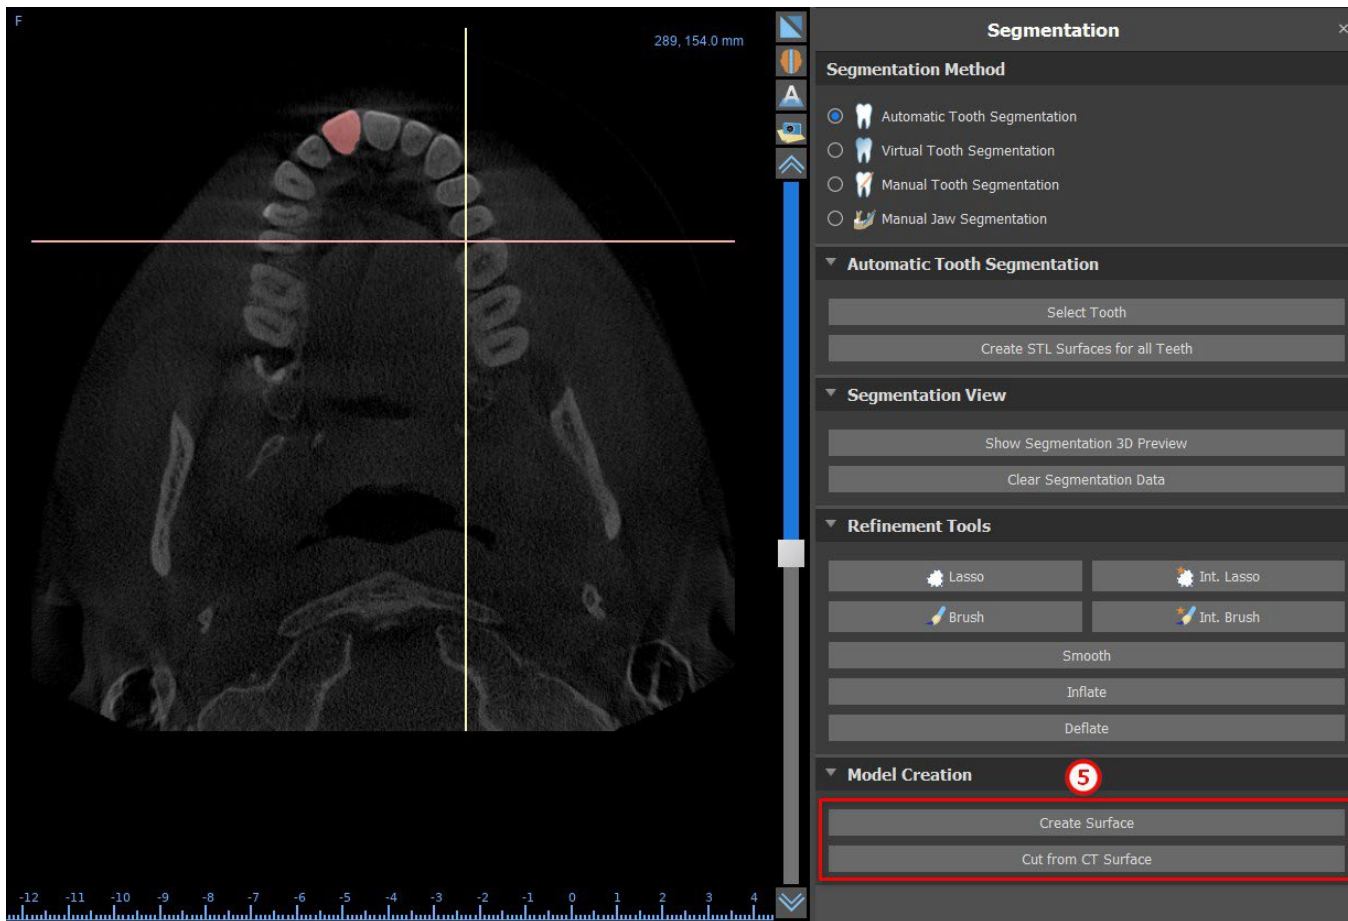 F
289, 154.0 mm
A
-12 -11 -10 -9 -8 -7 -6 -5 -4 -3 -2 -1 0 1 2 3 4
Segmentation
Segmentation Method
Automatic Tooth Segmentation
Virtual Tooth Segmentation
Manual Tooth Segmentation
Manual Jaw Segmentation
Automatic Tooth Segmentation
Select Tooth
Create STL Surfaces for all Teeth
Segmentation View
Show Segmentation 3D Preview
Clear Segmentation Data
Refinement Tools
Lasso Int. Lasso
Brush Int. Brush
Smooth
Inflate
Deflate
Model Creation 5
Create Surface
Cut from CT Surface